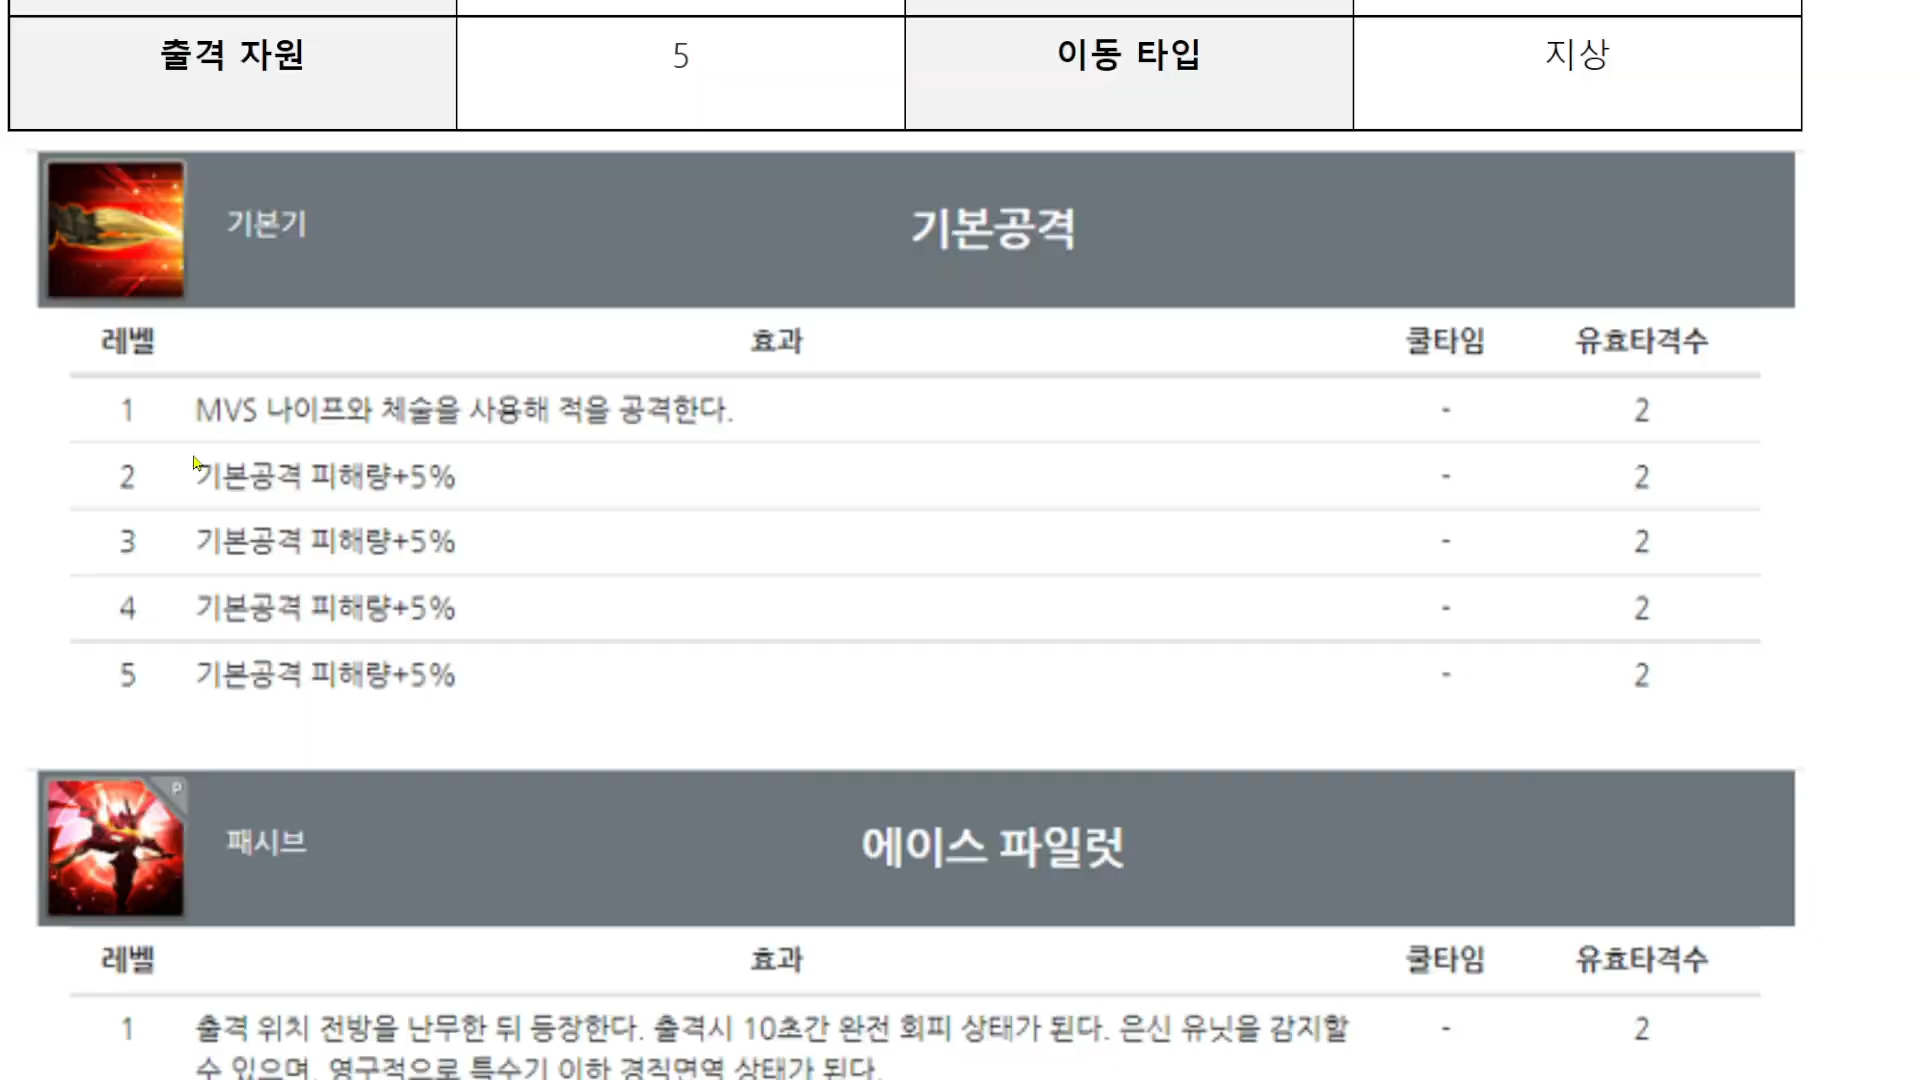 출격 자원 5 이동 타입 지상
기본기 기본공격
레벨 효과 쿨타임 유효타격수
1 MVS 나이프와 체술을 사용해 적을 공격한다. - 2
2 기본공격 피해량+5% - 2
3 기본공격 피해량+5% - 2
4 기본공격 피해량+5% - 2
5 기본공격 피해량+5% - 2
P
패시브 에이스 파일럿
레벨 효과 쿨타임 유효타격수
1 출격 위치 전방을 난무한 뒤 등장한다. 출격시 10초간 완전 회피 상태가 된다. 은신 유닛을 감지할 - 2
수 있으며, 영구적으로 특수기 이하 경직면역 상태가 된다.